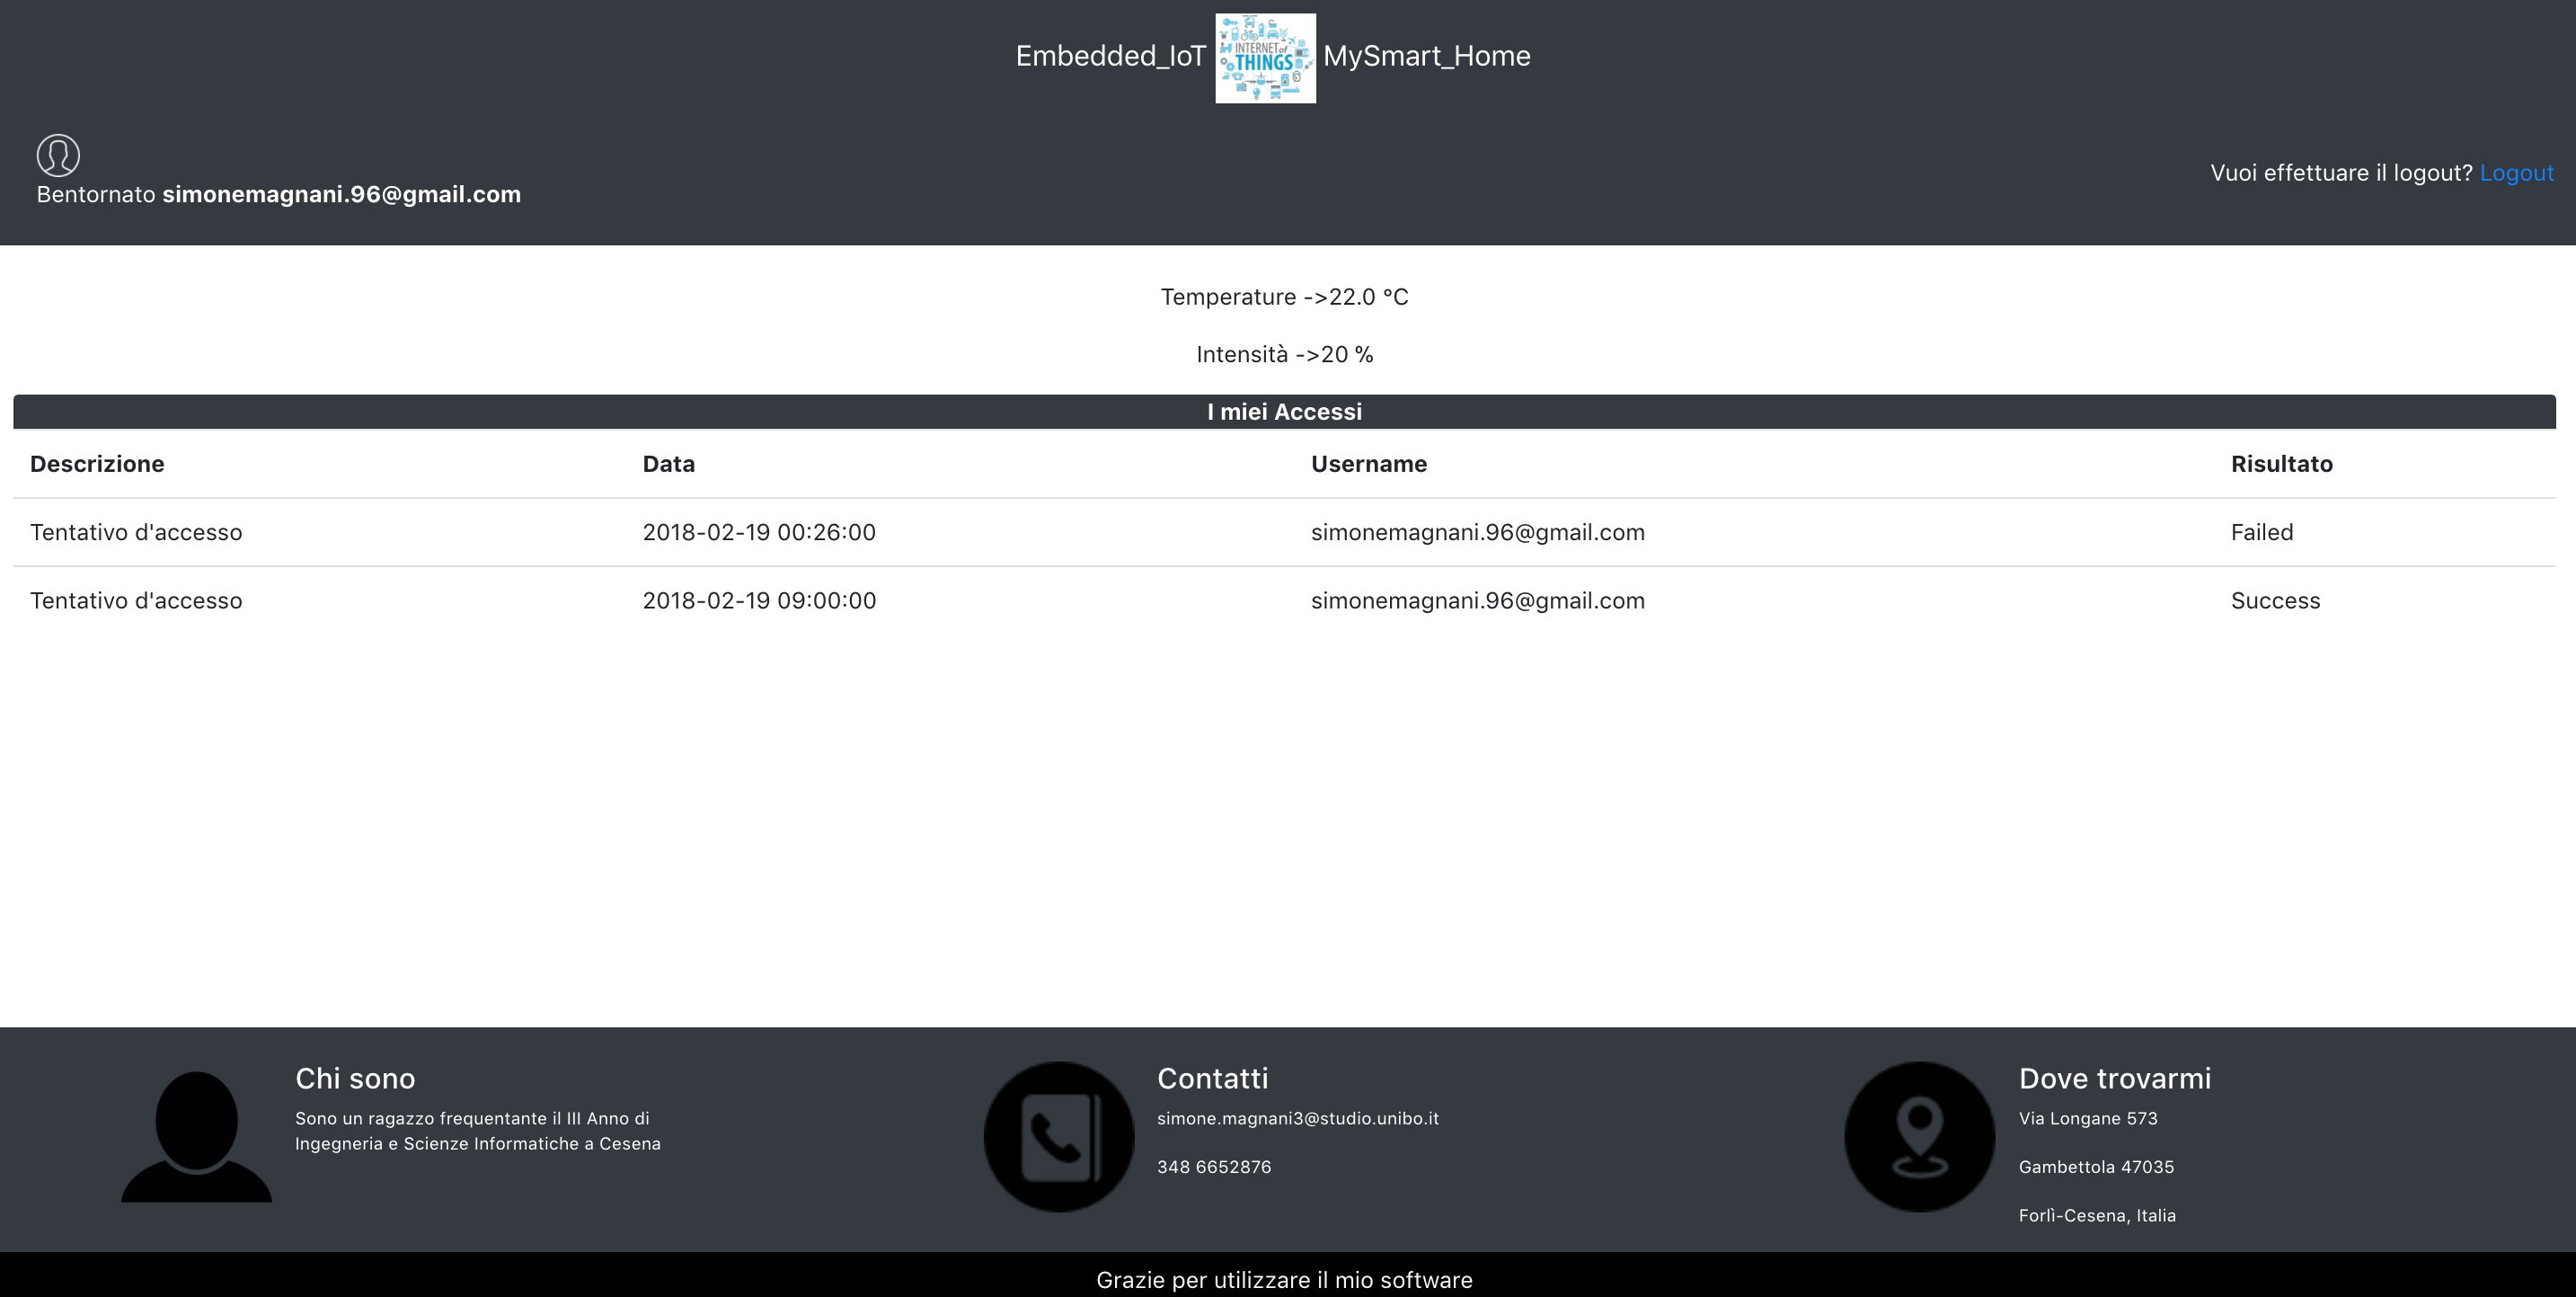 Embedded_IoT INTERNET of THINGS MySmart_Home
Bentornato simonemagnani.96@gmail.com
Vuoi effettuare il logout? Logout
Temperature ->22.0 °C
Intensità ->20 %
I miei Accessi
Descrizione Data Username Risultato
Tentativo d'accesso 2018-02-19 00:26:00 simonemagnani.96@gmail.com Failed
Tentativo d'accesso 2018-02-19 09:00:00 simonemagnani.96@gmail.com Success
Chi sono
Sono un ragazzo frequentante il III Anno di
Ingegneria e Scienze Informatiche a Cesena
Contatti
simone.magnani3@studio.unibo.it
348 6652876
Dove trovarmi
Via Longane 573
Gambettola 47035
Forlì-Cesena, Italia
Grazie per utilizzare il mio software